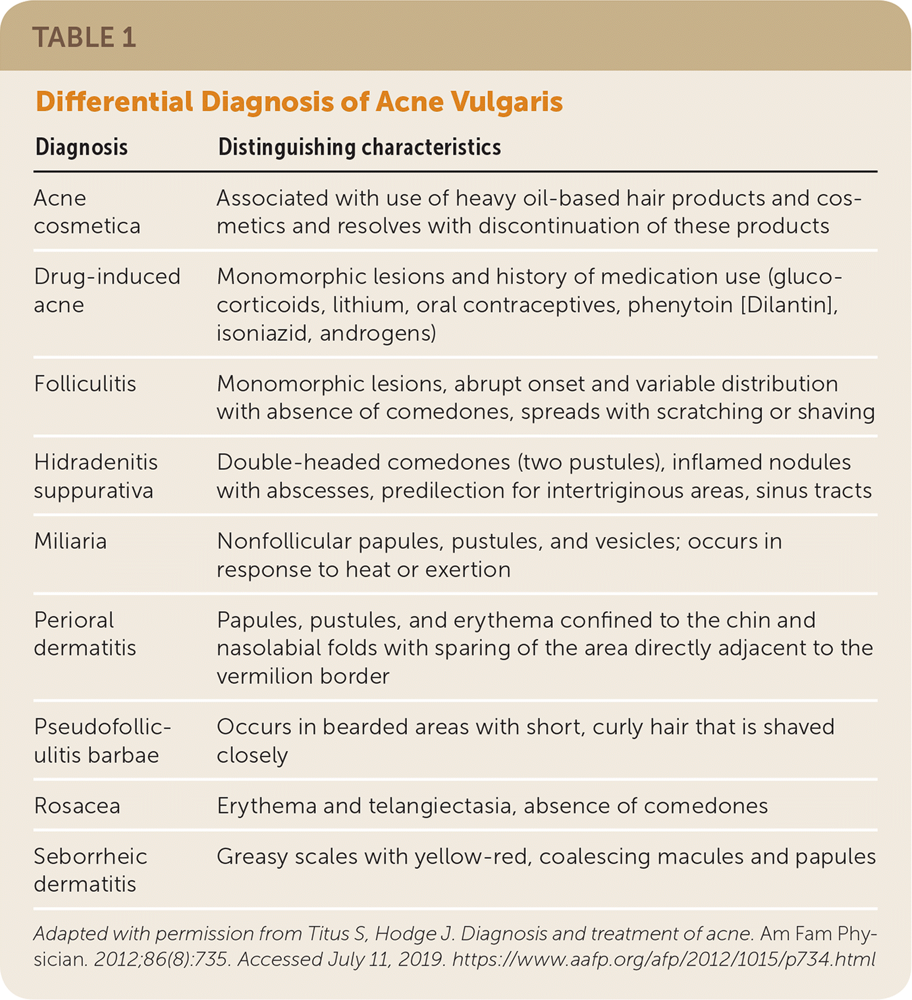 TABLE 1
Differential Diagnosis of Acne Vulgaris
Diagnosis Distinguishing characteristics
Acne cosmetica
Associated with use of heavy oil-based hair products and cos-
metics and resolves with discontinuation of these products
Drug-induced
acne
Monomorphic lesions and history of medication use (gluco-
corticoids, lithium, oral contraceptives, phenytoin [Dilantin],
isoniazid, androgens)
Folliculitis
Monomorphic lesions, abrupt onset and variable distribution
with absence of comedones, spreads with scratching or shaving
Hidradenitis
suppurativa
Double-headed comedones (two pustules), inflamed nodules
with abscesses, predilection for intertriginous areas, sinus tracts
Miliaria
Nonfollicular papules, pustules, and vesicles; occurs in
response to heat or exertion
Perioral
dermatitis
Papules, pustules, and erythema confined to the chin and
nasolabial folds with sparing of the area directly adjacent to the
vermilion border
Pseudofollic-
ulitis barbae
Occurs in bearded areas with short, curly hair that is shaved
closely
Rosacea
Erythema and telangiectasia, absence of comedones
Seborrheic
dermatitis
Greasy scales with yellow-red, coalescing macules and papules
Adapted with permission from Titus S, Hodge J. Diagnosis and treatment of acne. Am Fam Phy-
sician. 2012;86(8):735. Accessed July 11, 2019. https://www.aafp.org/afp/2012/1015/p734.html